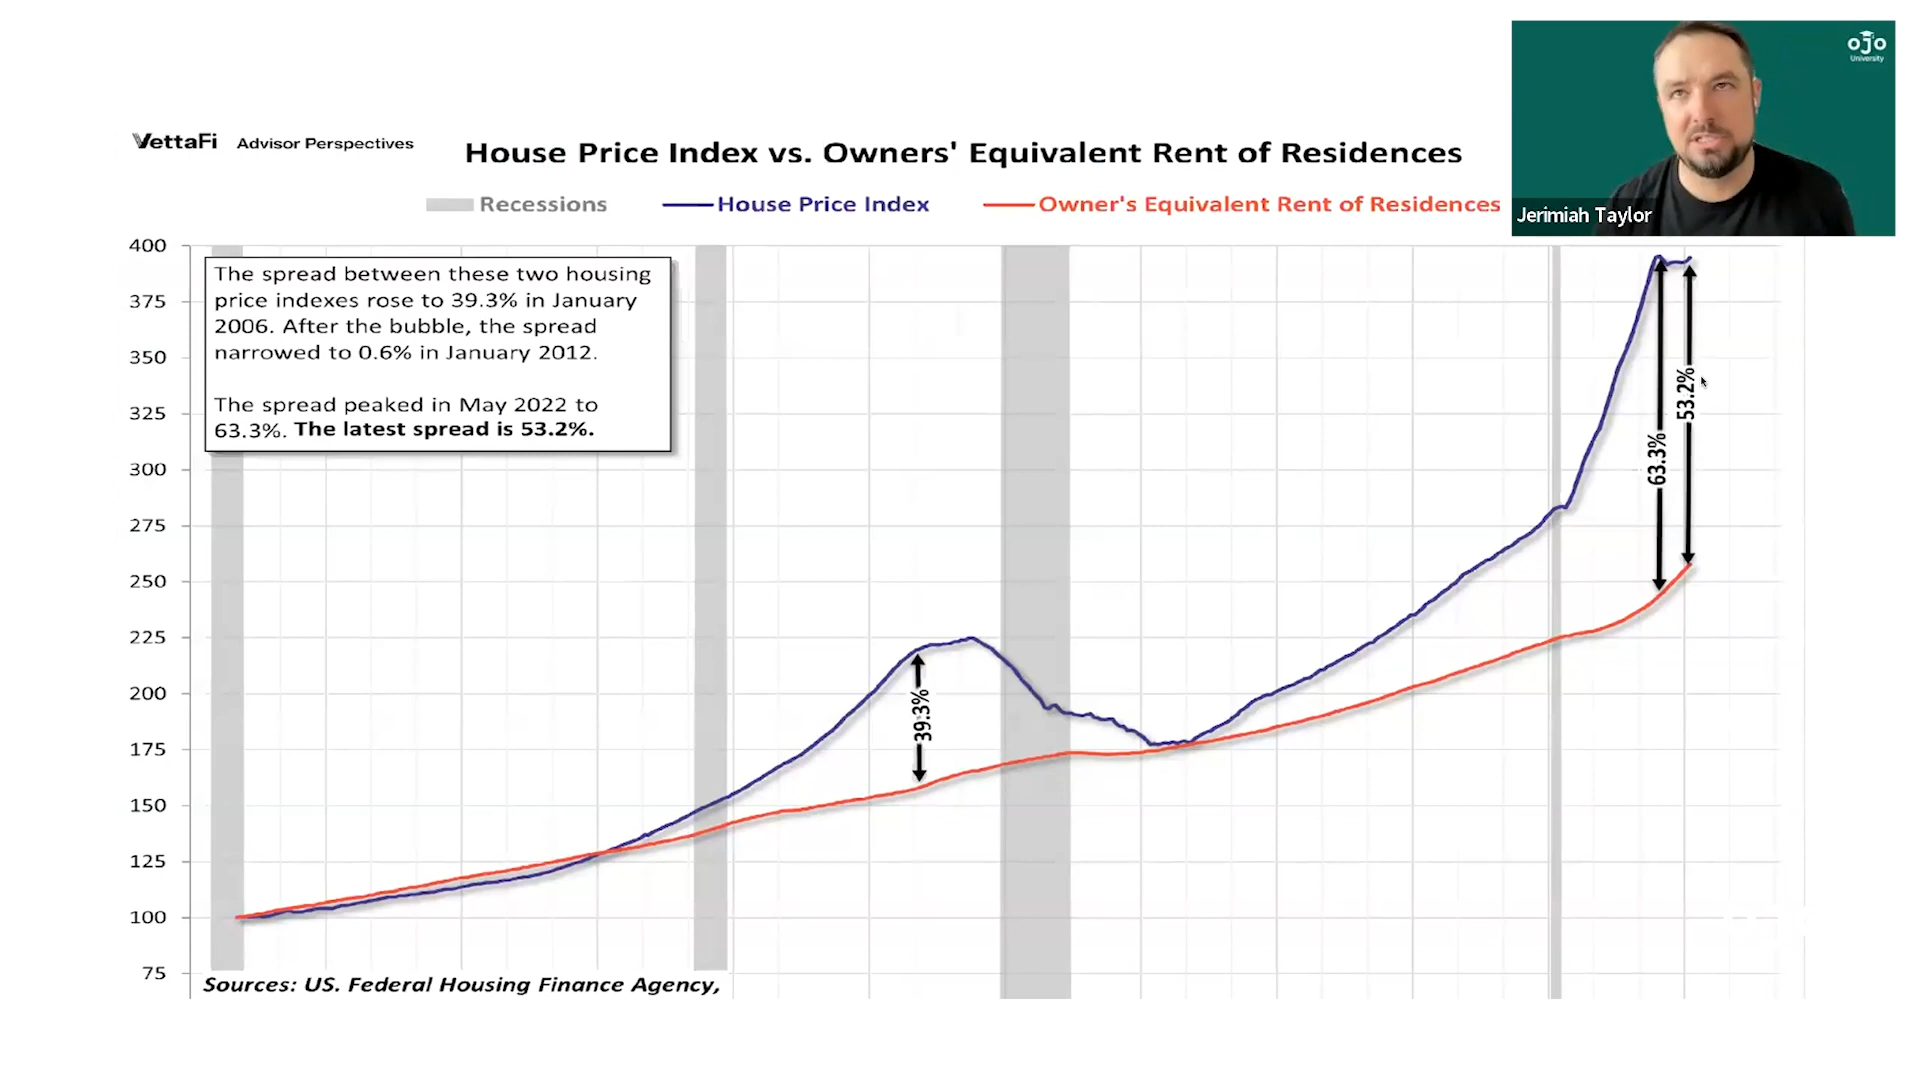 ojo
University
Jerimiah Taylor
VettaFi Advisor Perspectives
House Price Index vs. Owners' Equivalent Rent of Residences
Recessions House Price Index Owner's Equivalent Rent of Residences
The spread between these two housing
price indexes rose to 39.3% in January
2006. After the bubble, the spread
narrowed to 0.6% in January 2012.
The spread peaked in May 2022 to
63.3%. The latest spread is 53.2%.
400
375
350
325
300
275
250
225
200
175
150
125
100
75
39.3%
63.3%
53.2%
Sources: US. Federal Housing Finance Agency,